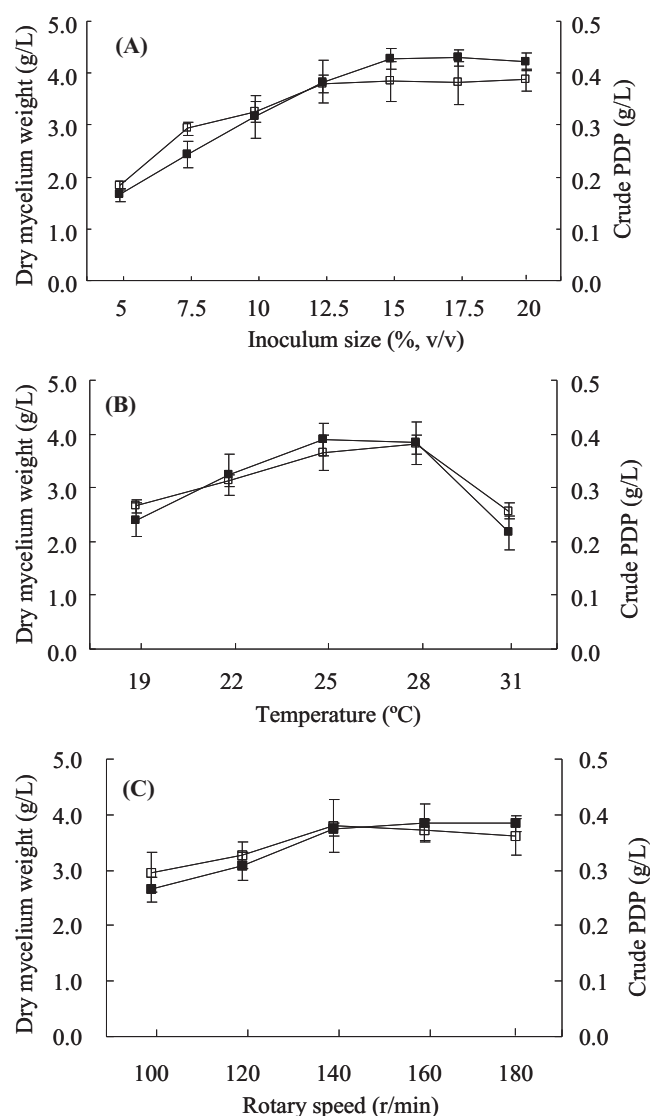 (A)
Dry mycelium weight (g/L)
5.0
4.0
3.0
2.0
1.0
0.0
0.5
0.4
0.3
0.2
0.1
0.0
Crude PDP (g/L)
5 7.5 10 12.5 15 17.5 20
Inoculum size (%, v/v)
(B)
Dry mycelium weight (g/L)
5.0
4.0
3.0
2.0
1.0
0.0
0.5
0.4
0.3
0.2
0.1
0.0
Crude PDP (g/L)
19 22 25 28 31
Temperature (ºC)
(C)
Dry mycelium weight (g/L)
5.0
4.0
3.0
2.0
1.0
0.0
0.5
0.4
0.3
0.2
0.1
0.0
Crude PDP (g/L)
100 120 140 160 180
Rotary speed (r/min)